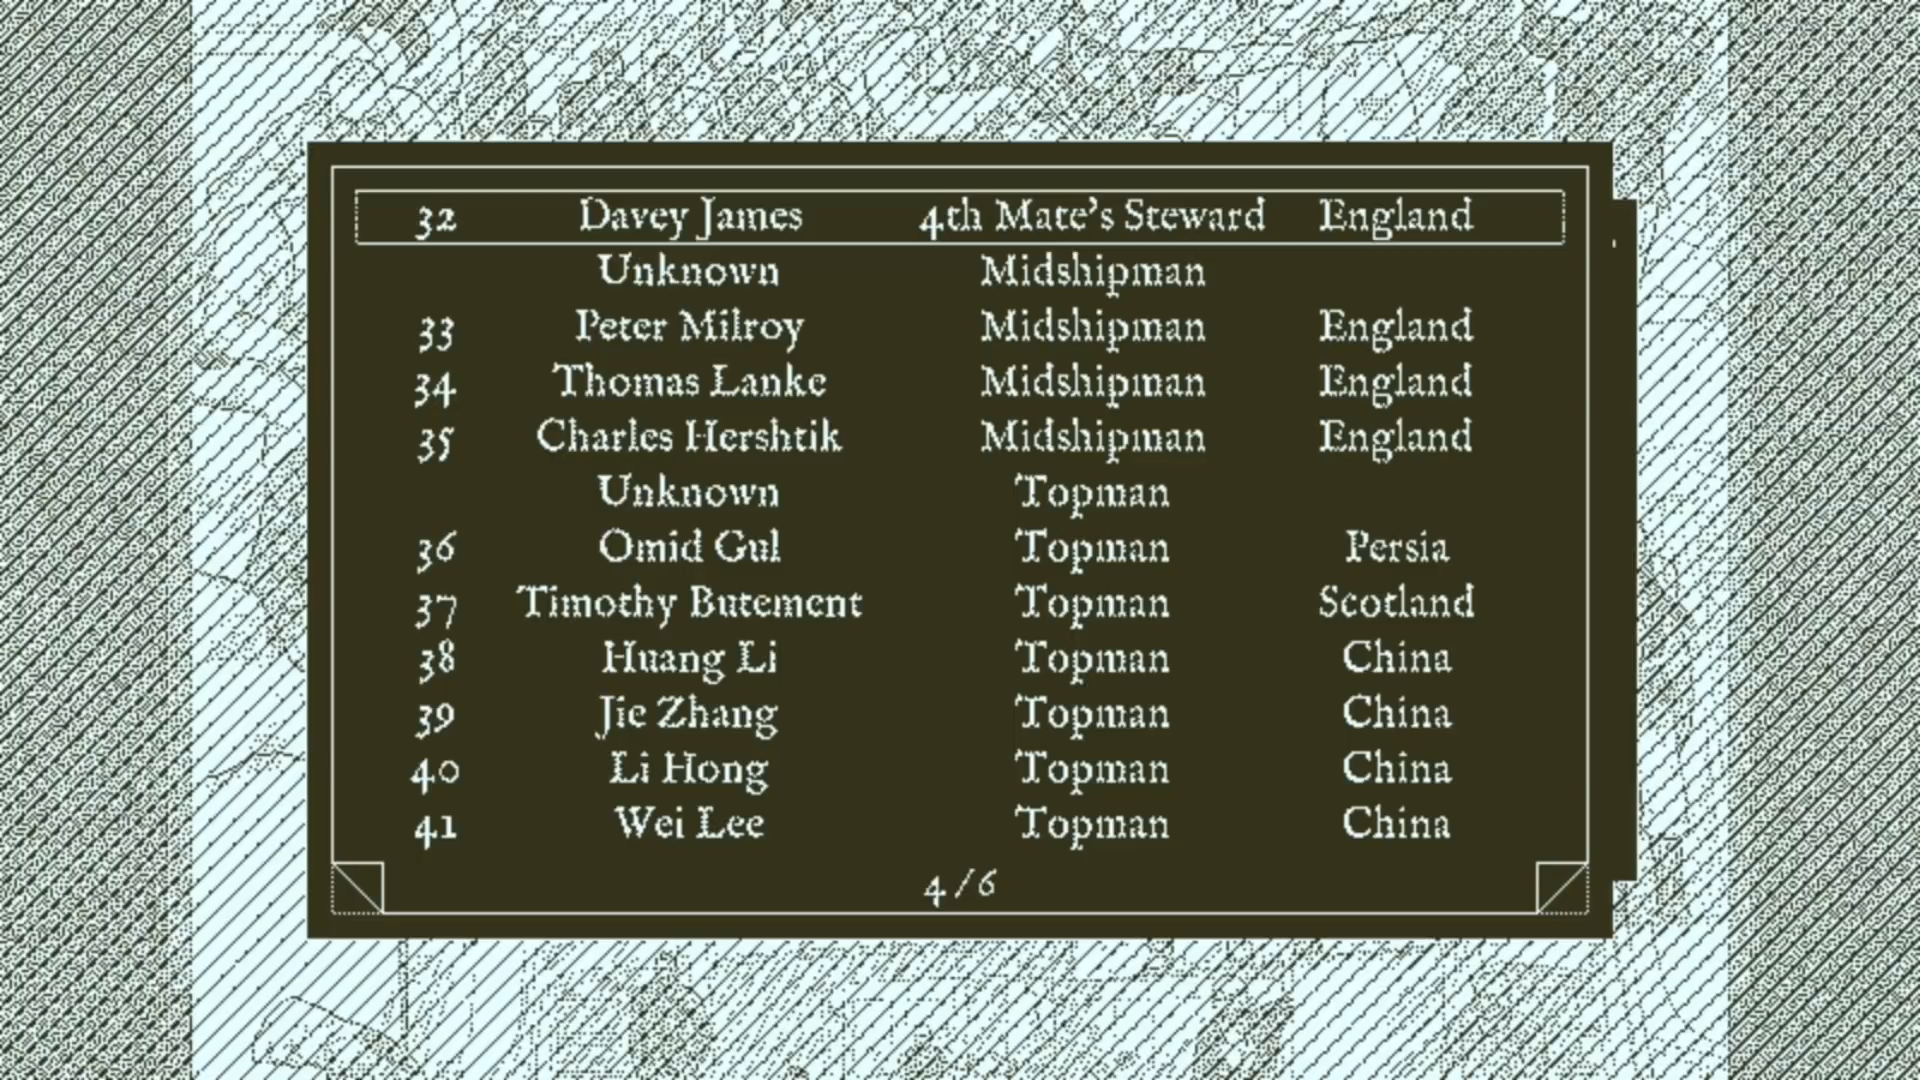 32 Davey James 4th Mate's Steward England
Unknown Midshipman
33 Peter Milroy Midshipman England
34 Thomas Lanke Midshipman England
35 Charles Hershtik Midshipman England
Unknown Topman
36 Omid Gul Topman Persia
37 Timothy Butement Topman Scotland
38 Huang Li Topman China
39 Jie Zhang Topman China
40 Li Hong Topman China
41 Wei Lee Topman China
4/6